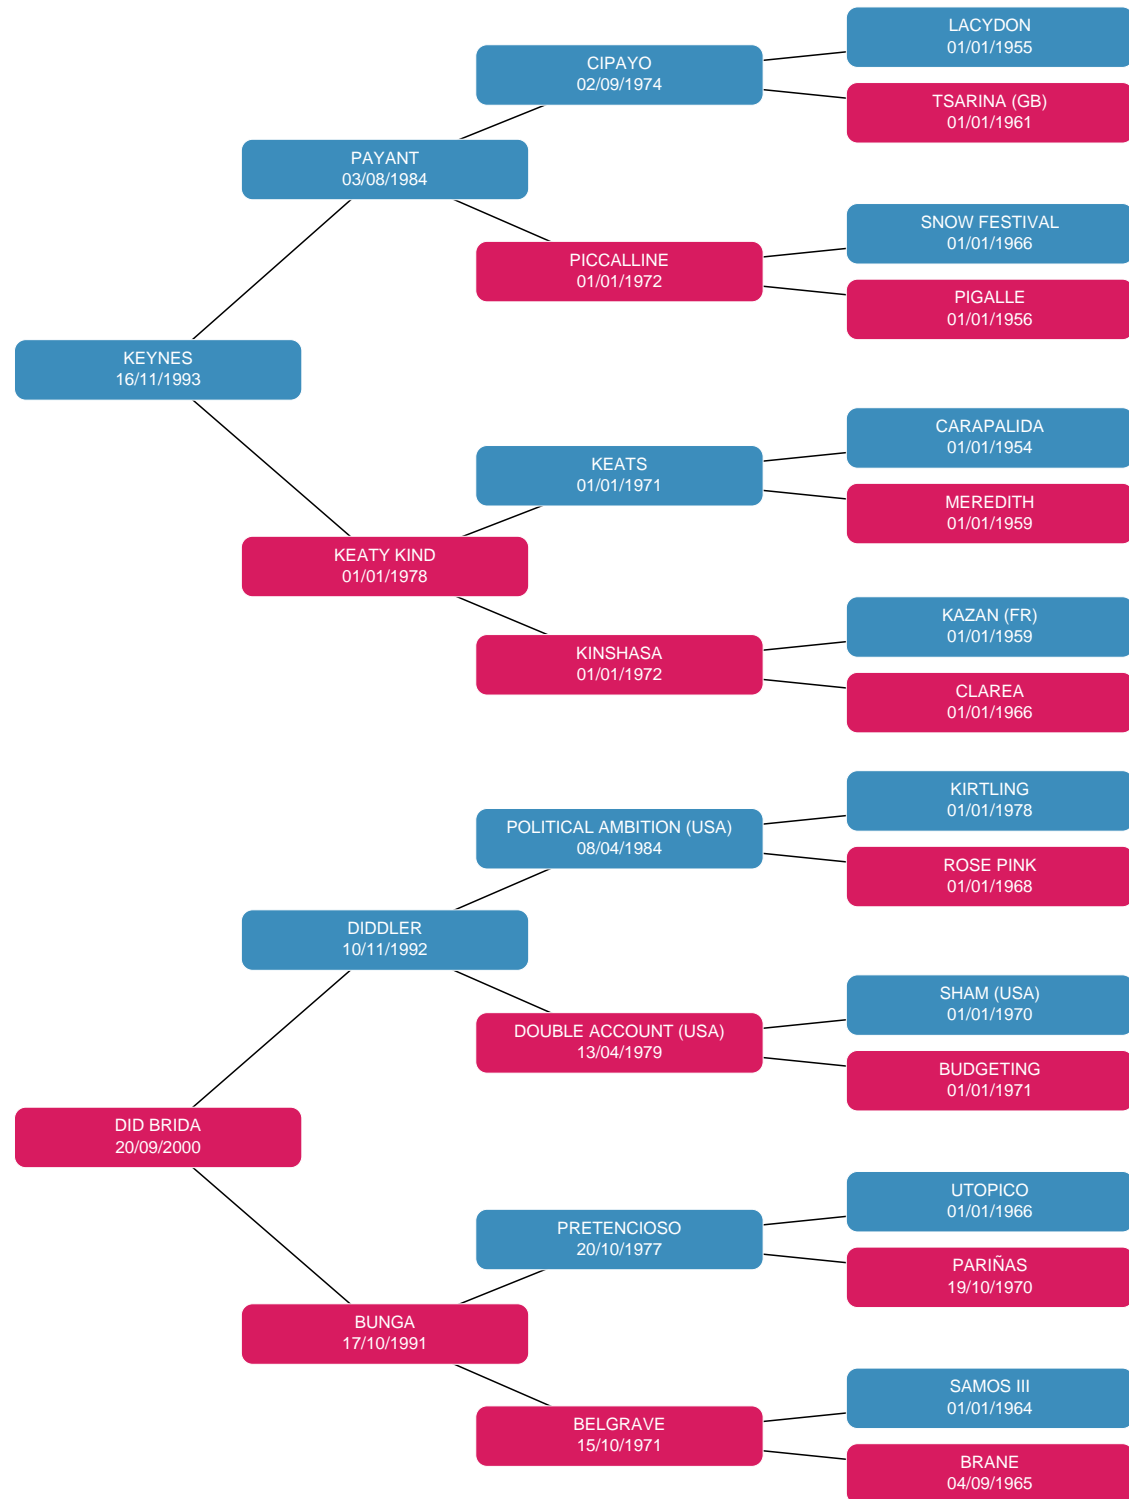 LACYDON
01/01/1955
CIPAYO
02/09/1974
TSARINA (GB)
01/01/1961
PAYANT
03/08/1984
SNOW FESTIVAL
01/01/1966
PICCALLINE
01/01/1972
PIGALLE
01/01/1956
KEYNES
16/11/1993
CARAPALIDA
01/01/1954
KEATS
01/01/1971
MEREDITH
01/01/1959
KEATY KIND
01/01/1978
KAZAN (FR)
01/01/1959
KINSHASA
01/01/1972
CLAREA
01/01/1966
KIRTLING
01/01/1978
POLITICAL AMBITION (USA)
08/04/1984
ROSE PINK
01/01/1968
DIDDLER
10/11/1992
SHAM (USA)
01/01/1970
DOUBLE ACCOUNT (USA)
13/04/1979
BUDGETING
01/01/1971
DID BRIDA
20/09/2000
UTOPICO
01/01/1966
PRETENCIOSO
20/10/1977
PARIÑAS
19/10/1970
BUNGA
17/10/1991
SAMOS III
01/01/1964
BELGRAVE
15/10/1971
BRANE
04/09/1965